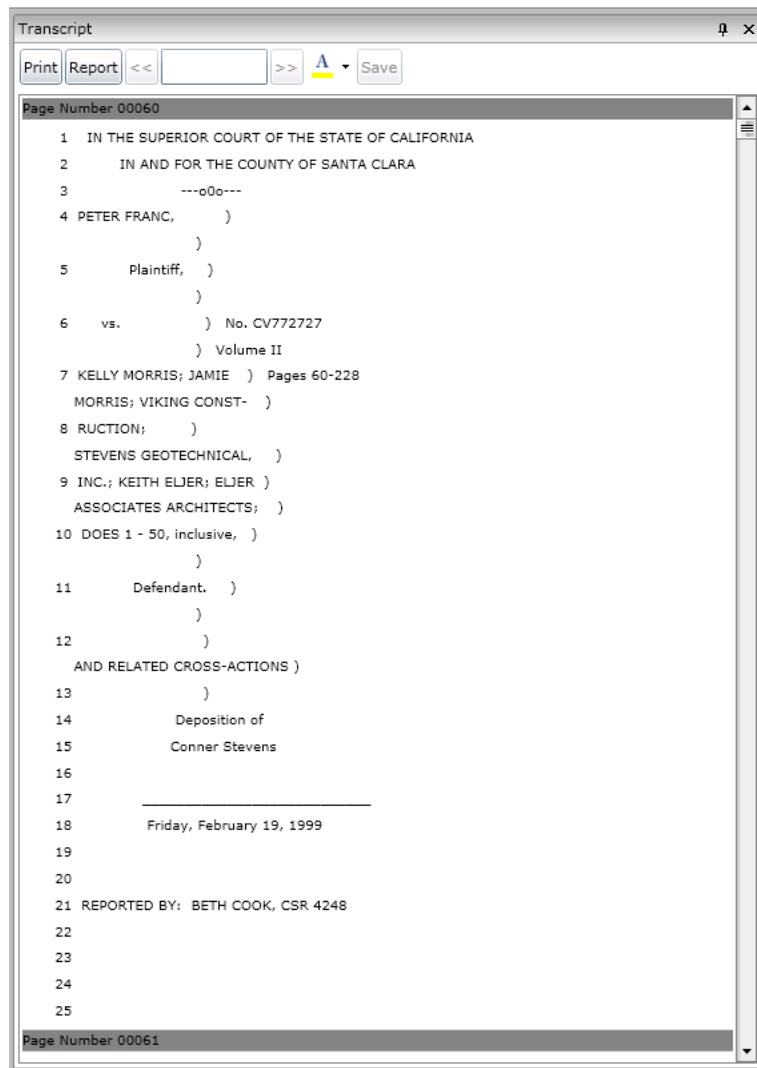 Transcript
Print Report << >> A Save
Page Number 00060
1 IN THE SUPERIOR COURT OF THE STATE OF CALIFORNIA
2 IN AND FOR THE COUNTY OF SANTA CLARA
3 ---o0o---
4 PETER FRANC, )
)
5 Plaintiff, )
)
6 vs. ) No. CV772727
) Volume II
7 KELLY MORRIS; JAMIE ) Pages 60-228
MORRIS; VIKING CONST- )
8 RUCTION; )
STEVENS GEOTECHNICAL, )
9 INC.; KEITH ELJER; ELJER )
ASSOCIATES ARCHITECTS; )
10 DOES 1 - 50, inclusive, )
)
11 Defendant. )
)
12 )
AND RELATED CROSS-ACTIONS )
13 )
14 Deposition of
15 Conner Stevens
16
17 ____________________________
18 Friday, February 19, 1999
19
20
21 REPORTED BY: BETH COOK, CSR 4248
22
23
24
25
Page Number 00061